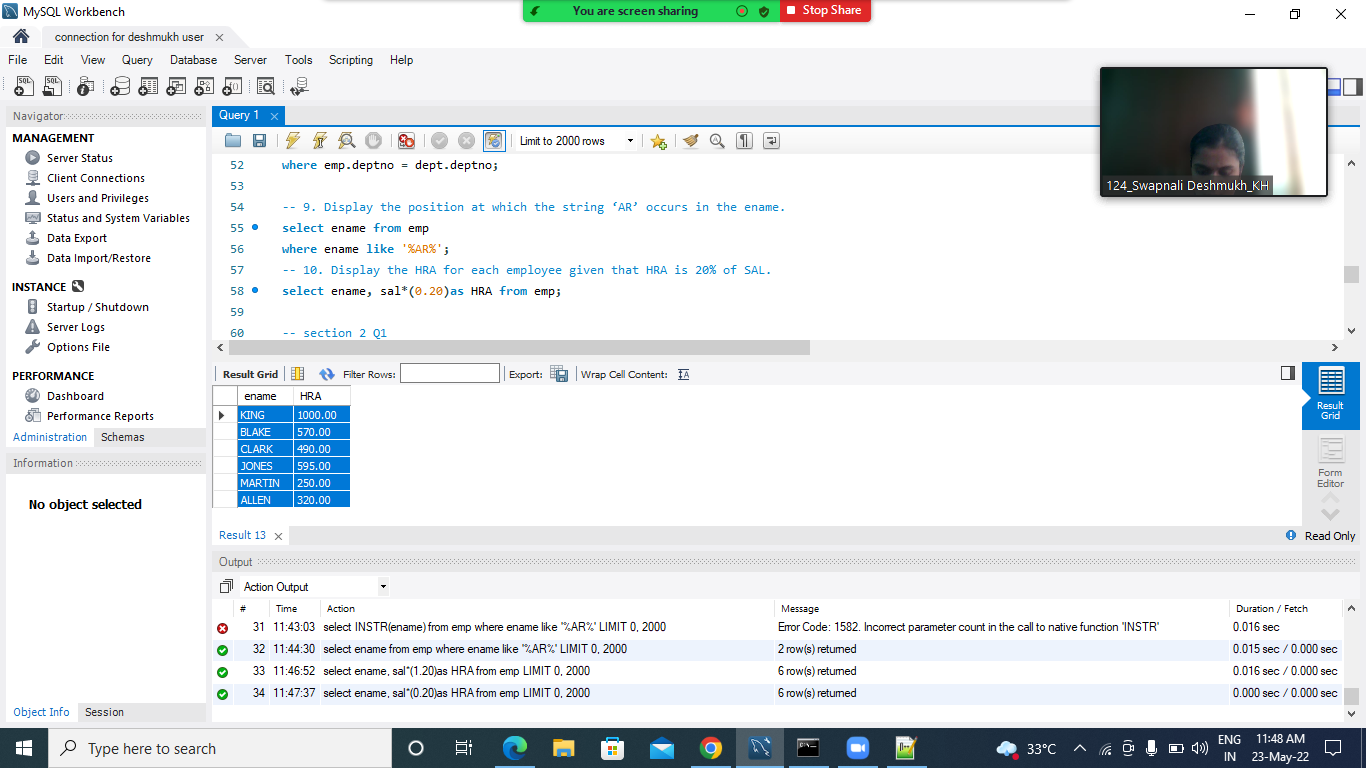 MySQL Workbench
You are screen sharing
Stop Share
connection for deshmukh user
File Edit View Query Database Server Tools Scripting Help
124_Swapnali Deshmukh_KH
Navigator
MANAGEMENT
Server Status
Client Connections
Users and Privileges
Status and System Variables
Data Export
Data Import/Restore
INSTANCE
Startup / Shutdown
Server Logs
Options File
PERFORMANCE
Dashboard
Performance Reports
Administration Schemas
Information
No object selected
Object Info Session
Query 1
Limit to 2000 rows
52 where emp.deptno = dept.deptno;
53
54 -- 9. Display the position at which the string ‘AR’ occurs in the ename.
55 select ename from emp
56 where ename like '%AR%';
57 -- 10. Display the HRA for each employee given that HRA is 20% of SAL.
58 select ename, sal*(0.20)as HRA from emp;
59
60 -- section 2 Q1
Result Grid Filter Rows: Export: Wrap Cell Content:
ename HRA
KING 1000.00
BLAKE 570.00
CLARK 490.00
JONES 595.00
MARTIN 250.00
ALLEN 320.00
Result Grid
Form Editor
Result 13
Read Only
Output
Action Output
# Time Action Message Duration / Fetch
31 11:43:03 select INSTR(ename) from emp where ename like '%AR%' LIMIT 0, 2000 Error Code: 1582. Incorrect parameter count in the call to native function 'INSTR' 0.016 sec
32 11:44:30 select ename from emp where ename like '%AR%' LIMIT 0, 2000 2 row(s) returned 0.015 sec / 0.000 sec
33 11:46:52 select ename, sal*(1.20)as HRA from emp LIMIT 0, 2000 6 row(s) returned 0.016 sec / 0.000 sec
34 11:47:37 select ename, sal*(0.20)as HRA from emp LIMIT 0, 2000 6 row(s) returned 0.000 sec / 0.000 sec
Type here to search
33°C
ENG
IN
11:48 AM
23-May-22